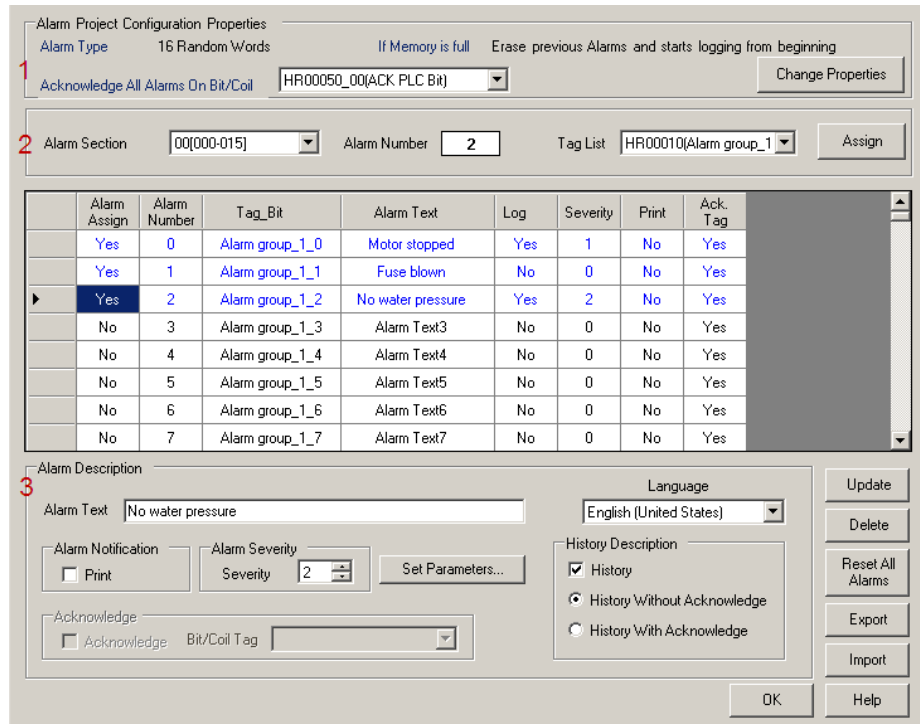 Alarm Project Configuration Properties
Alarm Type 16 Random Words If Memory is full Erase previous Alarms and starts logging from beginning
1
Acknowledge All Alarms On Bit/Coil HR00050_00(ACK PLC Bit) Change Properties
2 Alarm Section 00[000-015] Alarm Number 2 Tag List HR00010(Alarm group_1 Assign
Alarm Assign Alarm Number Tag_Bit Alarm Text Log Severity Print Ack. Tag
Yes 0 Alarm group_1_0 Motor stopped Yes 1 No Yes
Yes 1 Alarm group_1_1 Fuse blown No 0 No Yes
Yes 2 Alarm group_1_2 No water pressure Yes 2 No Yes
No 3 Alarm group_1_3 Alarm Text3 No 0 No Yes
No 4 Alarm group_1_4 Alarm Text4 No 0 No Yes
No 5 Alarm group_1_5 Alarm Text5 No 0 No Yes
No 6 Alarm group_1_6 Alarm Text6 No 0 No Yes
No 7 Alarm group_1_7 Alarm Text7 No 0 No Yes
Alarm Description
3
Language
Alarm Text No water pressure English (United States)
Alarm Notification
Print
Alarm Severity
Severity 2
Set Parameters...
History Description
History
History Without Acknowledge
History With Acknowledge
Acknowledge
Acknowledge Bit/Coil Tag
Update
Delete
Reset All
Alarms
Export
Import
OK Help